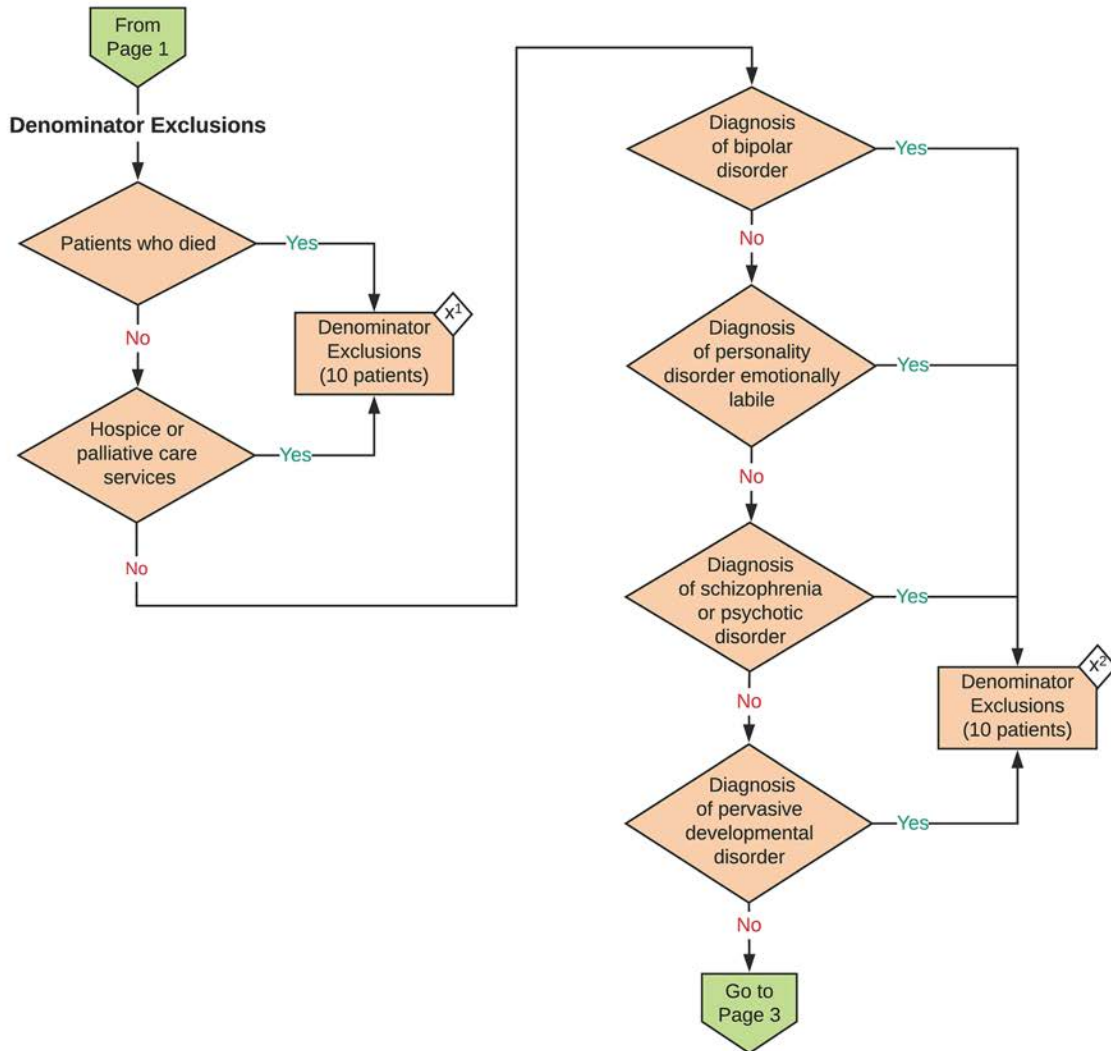 From
Page 1
Denominator Exclusions
Patients who died
Yes
No
x¹
Denominator
Exclusions
(10 patients)
Hospice or
palliative care
services
Yes
No
Diagnosis
of bipolar
disorder
Yes
No
Diagnosis
of personality
disorder emotionally
labile
Yes
No
Diagnosis
of schizophrenia
or psychotic
disorder
Yes
No
x²
Denominator
Exclusions
(10 patients)
Diagnosis
of pervasive
developmental
disorder
Yes
No
Go to
Page 3